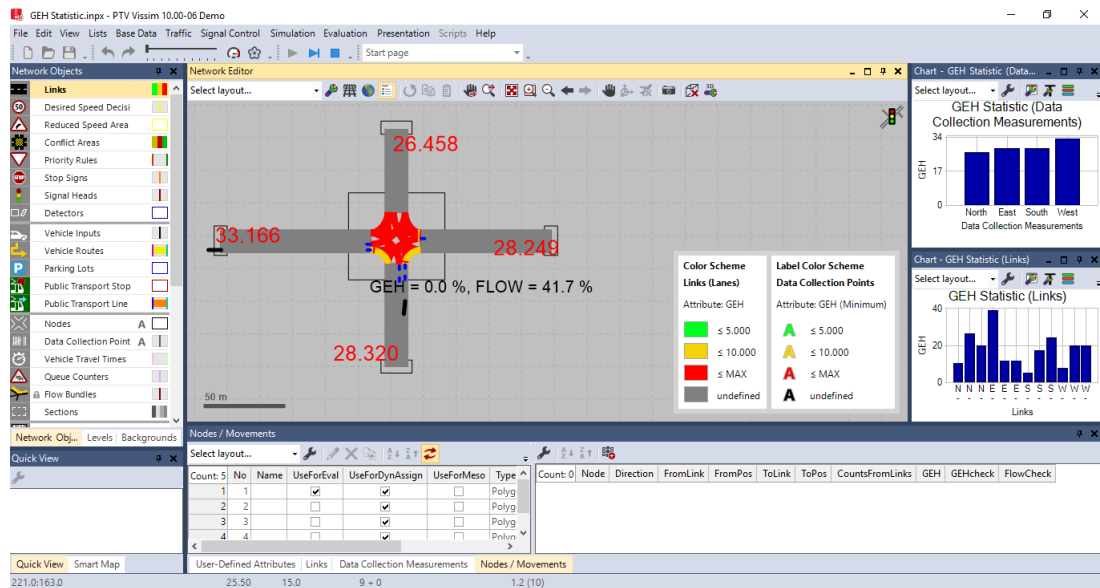 GEH Statistic.inpx - PTV Vissim 10.00-06 Demo
File Edit View Lists Base Data Traffic Signal Control Simulation Evaluation Presentation Scripts Help
Start page
Network Objects
Links
Desired Speed Decisi
Reduced Speed Area
Conflict Areas
Priority Rules
Stop Signs
Signal Heads
Detectors
Vehicle Inputs
Vehicle Routes
Parking Lots
Public Transport Stop
Public Transport Line
Nodes A
Data Collection Point A
Vehicle Travel Times
Queue Counters
Flow Bundles
Sections
Network Obj... Levels Backgrounds
Quick View
Quick View Smart Map
Network Editor
Select layout...
26.458
33.166
28.249
GEH = 0.0 %, FLOW = 41.7 %
28.320
50 m
Color Scheme
Links (Lanes)
Attribute: GEH
≤ 5.000
≤ 10.000
≤ MAX
undefined
Label Color Scheme
Data Collection Points
Attribute: GEH (Minimum)
A ≤ 5.000
A ≤ 10.000
A ≤ MAX
A undefined
Chart - GEH Statistic (Data...
Select layout...
GEH Statistic (Data
Collection Measurements)
34
17
0
GEH
North East South West
Data Collection Measurements
Chart - GEH Statistic (Links)
Select layout...
GEH Statistic (Links)
40
20
0
GEH
N N N E E E S S S W W W
- - - - - - - - - - - -
Links
Nodes / Movements
Select layout...
Count: 5 No Name UseForEval UseForDynAssign UseForMeso Type
1 1 Polyg
2 2 Polyg
3 3 Polyg
4 4 Polyg
Count: 0 Node Direction FromLink FromPos ToLink ToPos CountsFromLinks GEH GEHcheck FlowCheck
User-Defined Attributes Links Data Collection Measurements Nodes / Movements
221.0:163.0 25.50 15.0 9 + 0 1.2 (10)